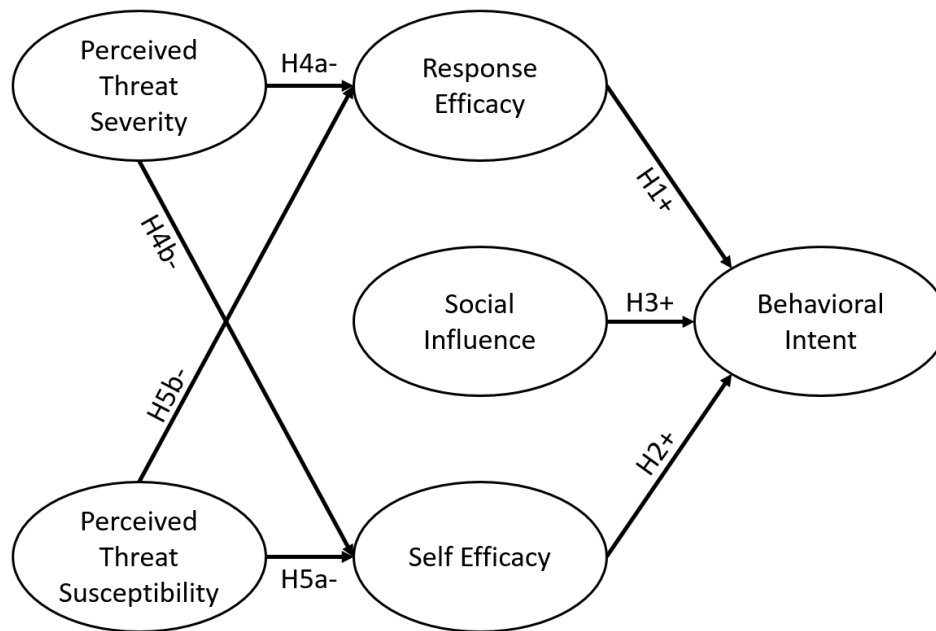 Perceived
Threat
Severity
H4a-
Response
Efficacy
H1+
H4b-
Social
Influence
H3+
Behavioral
Intent
H5b-
H2+
Perceived
Threat
Susceptibility
H5a-
Self Efficacy